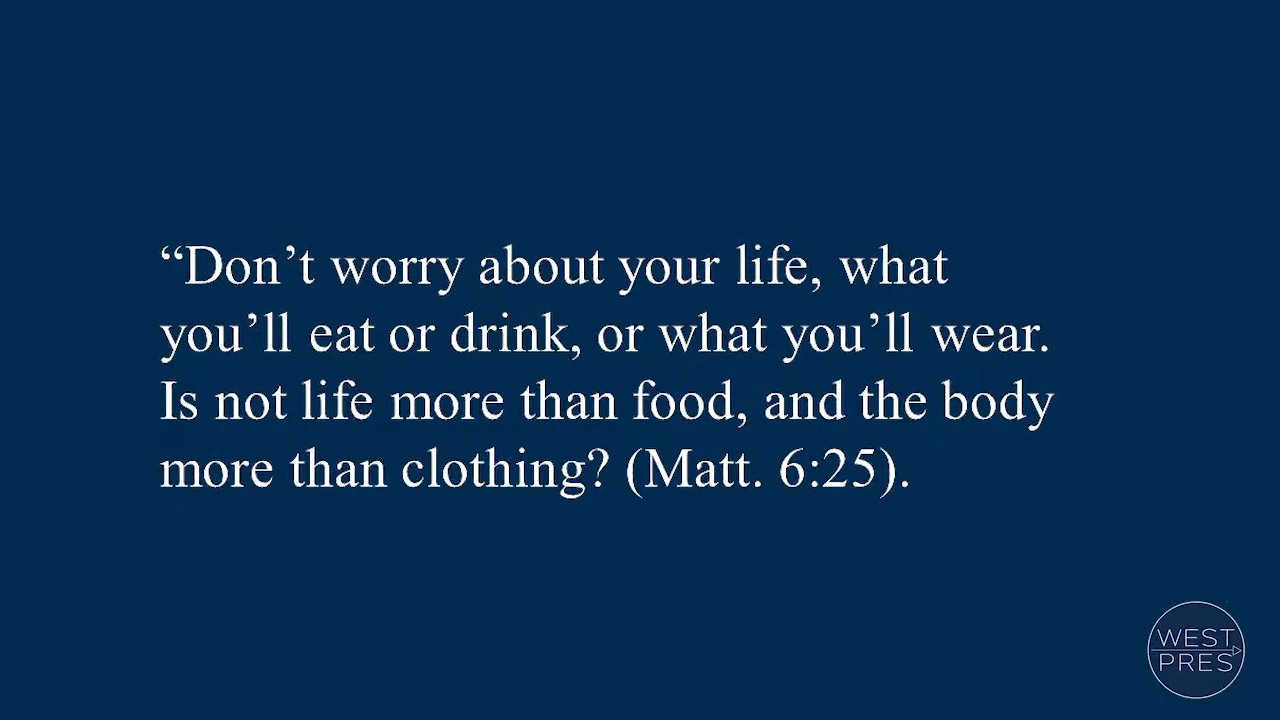 “Don’t worry about your life, what
you’ll eat or drink, or what you’ll wear.
Is not life more than food, and the body
more than clothing? (Matt. 6:25).
WEST
PRES